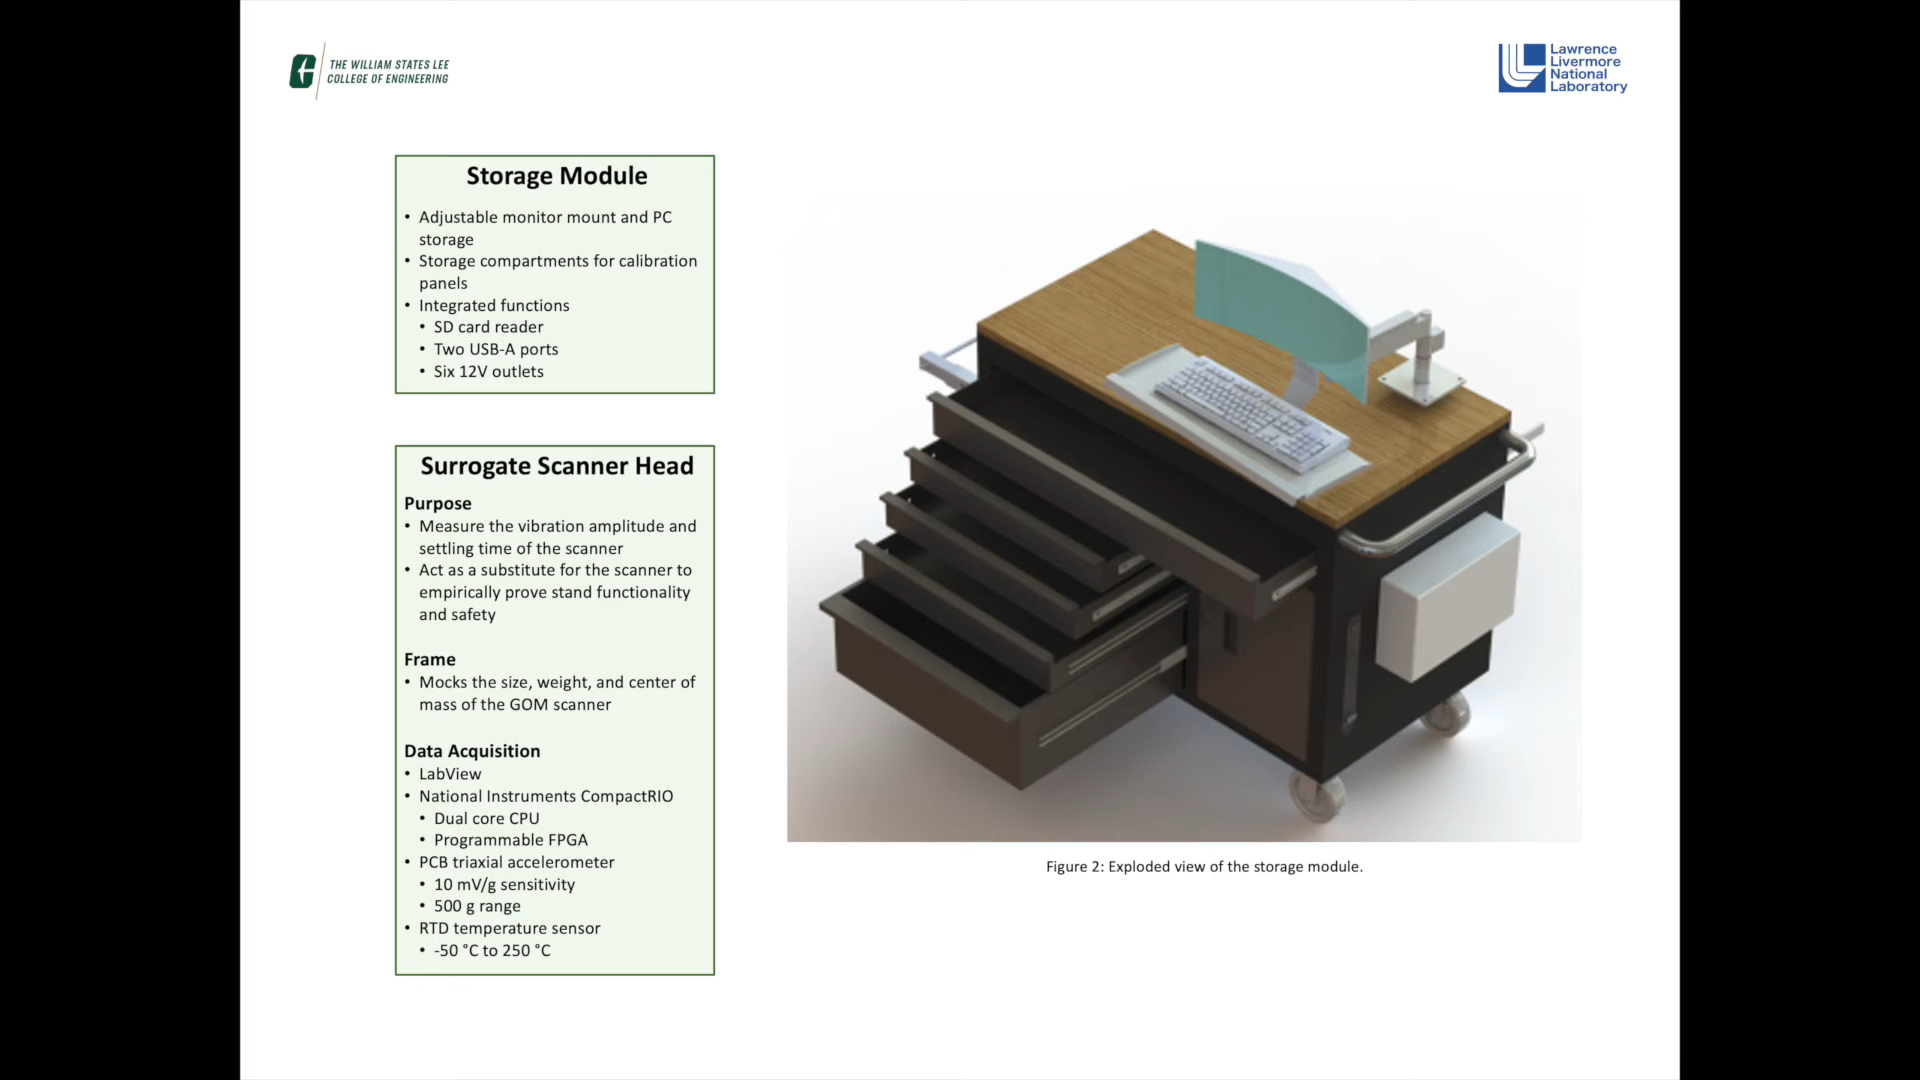 THE WILLIAM STATES LEE
COLLEGE OF ENGINEERING
Lawrence
Livermore
National
Laboratory
Storage Module
• Adjustable monitor mount and PC
storage
• Storage compartments for calibration
panels
• Integrated functions
• SD card reader
• Two USB-A ports
• Six 12V outlets
Surrogate Scanner Head
Purpose
• Measure the vibration amplitude and
settling time of the scanner
• Act as a substitute for the scanner to
empirically prove stand functionality
and safety
Frame
• Mocks the size, weight, and center of
mass of the GOM scanner
Data Acquisition
• LabView
• National Instruments CompactRIO
• Dual core CPU
• Programmable FPGA
• PCB triaxial accelerometer
• 10 mV/g sensitivity
• 500 g range
• RTD temperature sensor
• -50 °C to 250 °C
Figure 2: Exploded view of the storage module.